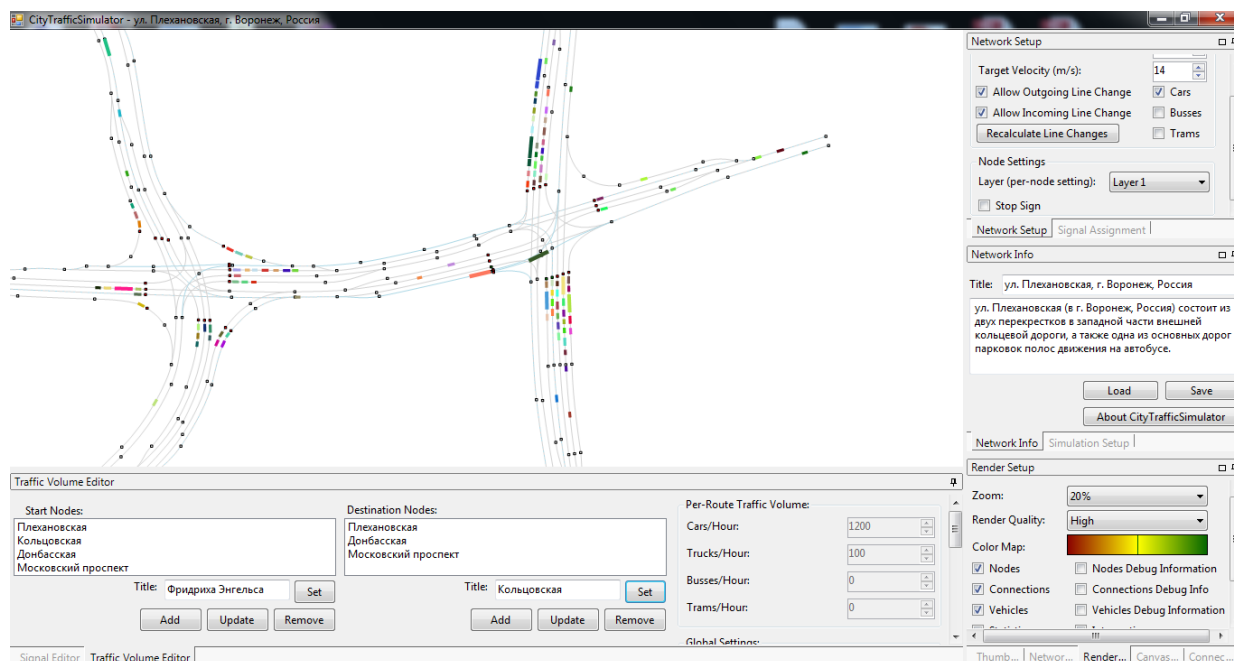 CityTrafficSimulator - ул. Плехановская, г. Воронеж, Россия
Network Setup
Target Velocity (m/s): 14
Allow Outgoing Line Change Cars
Allow Incoming Line Change Busses
Recalculate Line Changes Trams
Node Settings
Layer (per-node setting): Layer 1
Stop Sign
Network Setup Signal Assignment
Network Info
Title: ул. Плехановская, г. Воронеж, Россия
ул. Плехановская (в г. Воронеж, Россия) состоит из
двух перекрестков в западной части внешней
кольцевой дороги, а также одна из основных дорог
парковок полос движения на автобусе.
Load Save
About CityTrafficSimulator
Network Info Simulation Setup
Render Setup
Zoom: 20%
Render Quality: High
Color Map:
Nodes Nodes Debug Information
Connections Connections Debug Info
Vehicles Vehicles Debug Information
Thumb... Networ... Render... Canvas... Connec...
Traffic Volume Editor
Start Nodes:
Плехановская
Кольцовская
Донбасская
Московский проспект
Title: Фридриха Энгельса Set
Add Update Remove
Destination Nodes:
Плехановская
Донбасская
Московский проспект
Title: Кольцовская Set
Add Update Remove
Per-Route Traffic Volume:
Cars/Hour: 1200
Trucks/Hour: 100
Busses/Hour: 0
Trams/Hour: 0
Global Settings:
Signal Editor Traffic Volume Editor